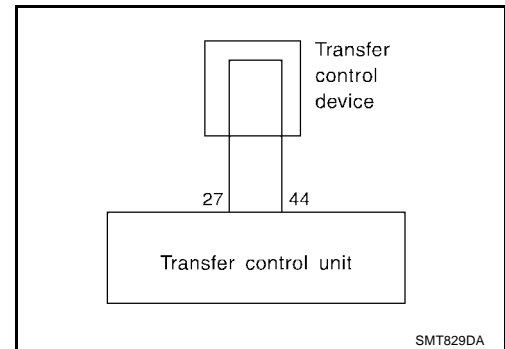 Transfer
control
device
27 44
Transfer control unit
SMT829DA